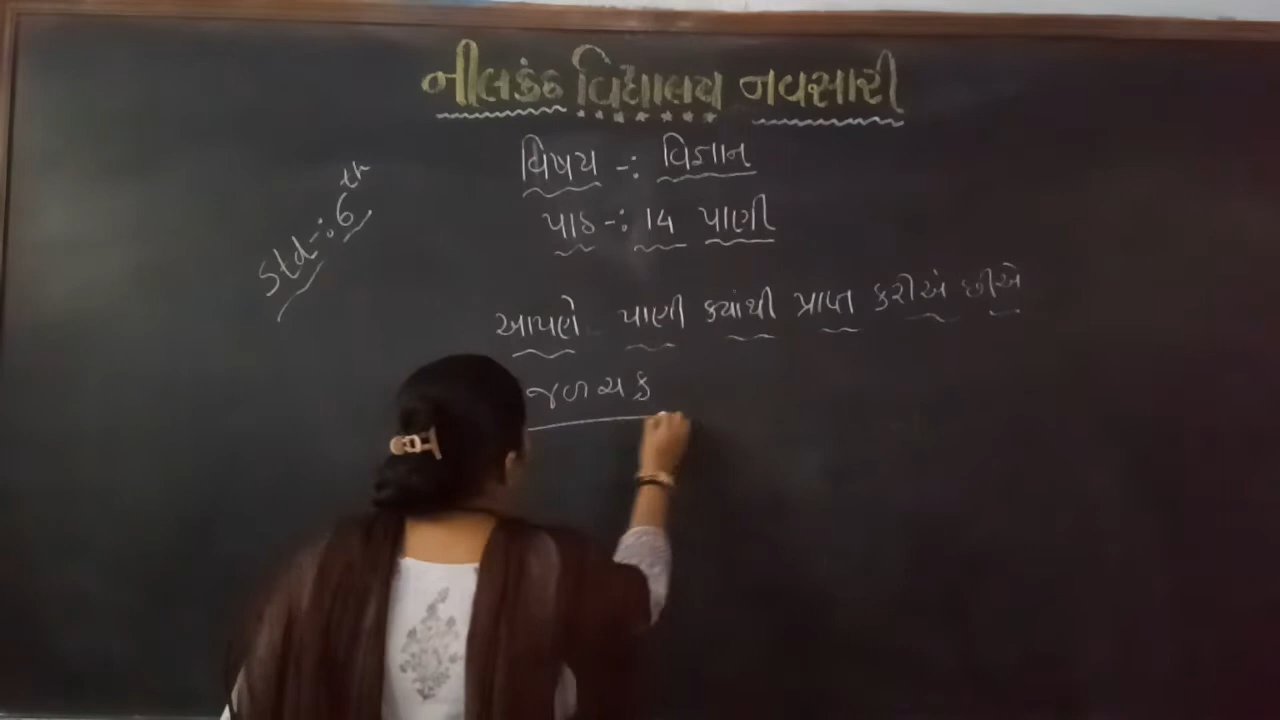 નીલકંઠ વિદ્યાલય નવસારી
વિષય -: વિજ્ઞાન
Std-: 6th
પાઠ -: 14 પાણી
આપણે પાણી ક્યાંથી પ્રાપ્ત કરીએ છીએ
જળચક્ર